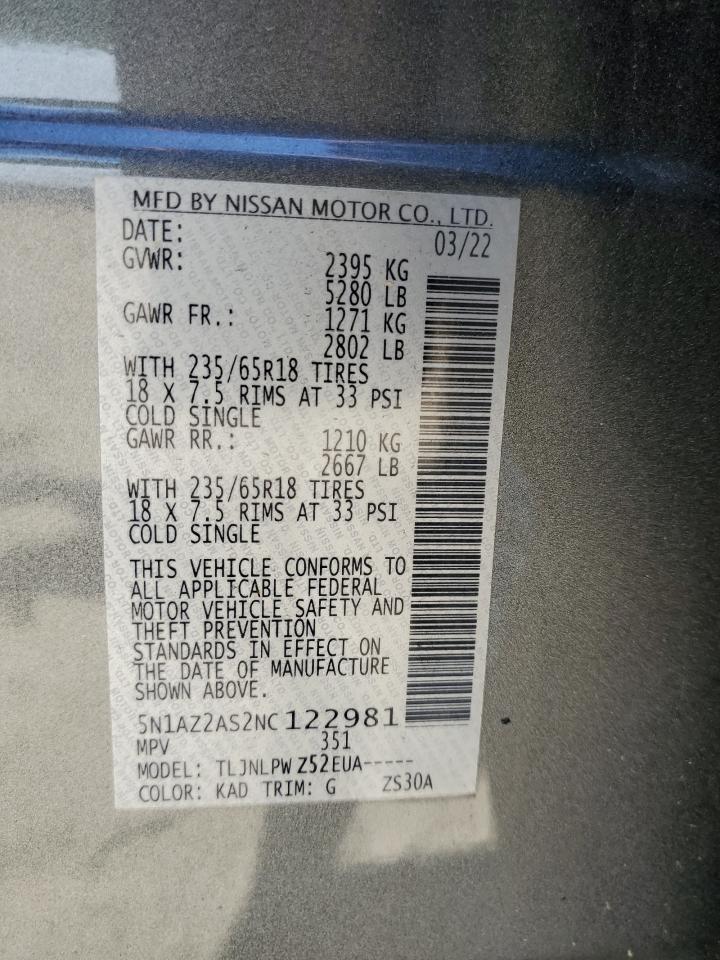 MFD BY NISSAN MOTOR CO., LTD.
DATE: 03/22
GVWR: 2395 KG
5280 LB
GAWR FR.: 1271 KG
2802 LB
WITH 235/65R18 TIRES
18 X 7.5 RIMS AT 33 PSI
COLD SINGLE
GAWR RR.: 1210 KG
2667 LB
WITH 235/65R18 TIRES
18 X 7.5 RIMS AT 33 PSI
COLD SINGLE
THIS VEHICLE CONFORMS TO
ALL APPLICABLE FEDERAL
MOTOR VEHICLE SAFETY AND
THEFT PREVENTION
STANDARDS IN EFFECT ON
THE DATE OF MANUFACTURE
SHOWN ABOVE.
5N1AZ2AS2NC122981
MPV 351
MODEL: TLJNLPW Z52EUA-----
COLOR: KAD TRIM: G ZS30A